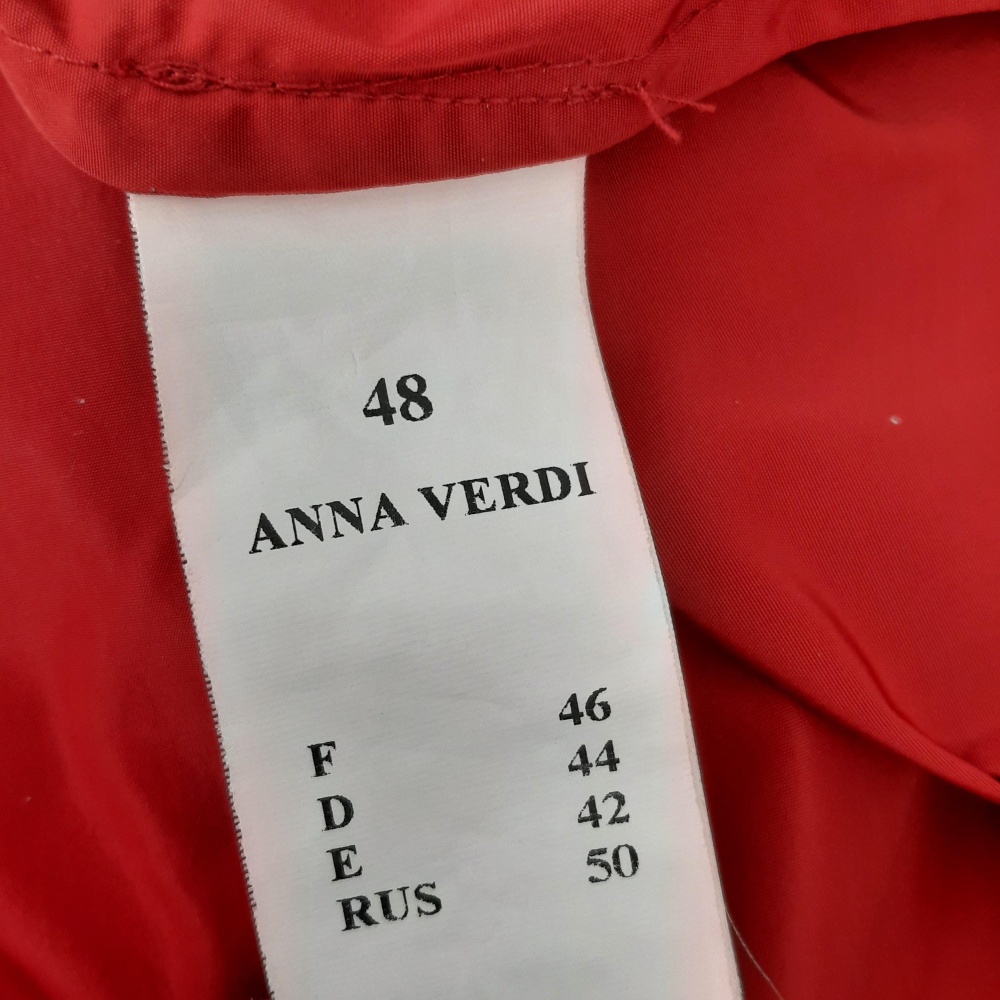 48
ANNA VERDI
F 46
D 44
E 42
RUS 50